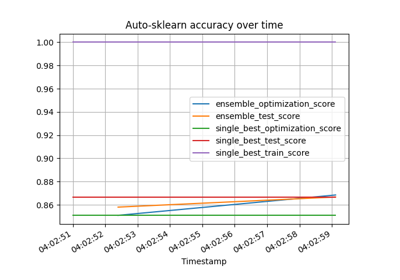 Auto-sklearn accuracy over time
1.00
0.98
0.96
0.94
0.92
0.90
0.88
0.86
ensemble_optimization_score
ensemble_test_score
single_best_optimization_score
single_best_test_score
single_best_train_score
04:02:51
04:02:52
04:02:53
04:02:54
04:02:55
04:02:56
04:02:57
04:02:58
04:02:59
Timestamp